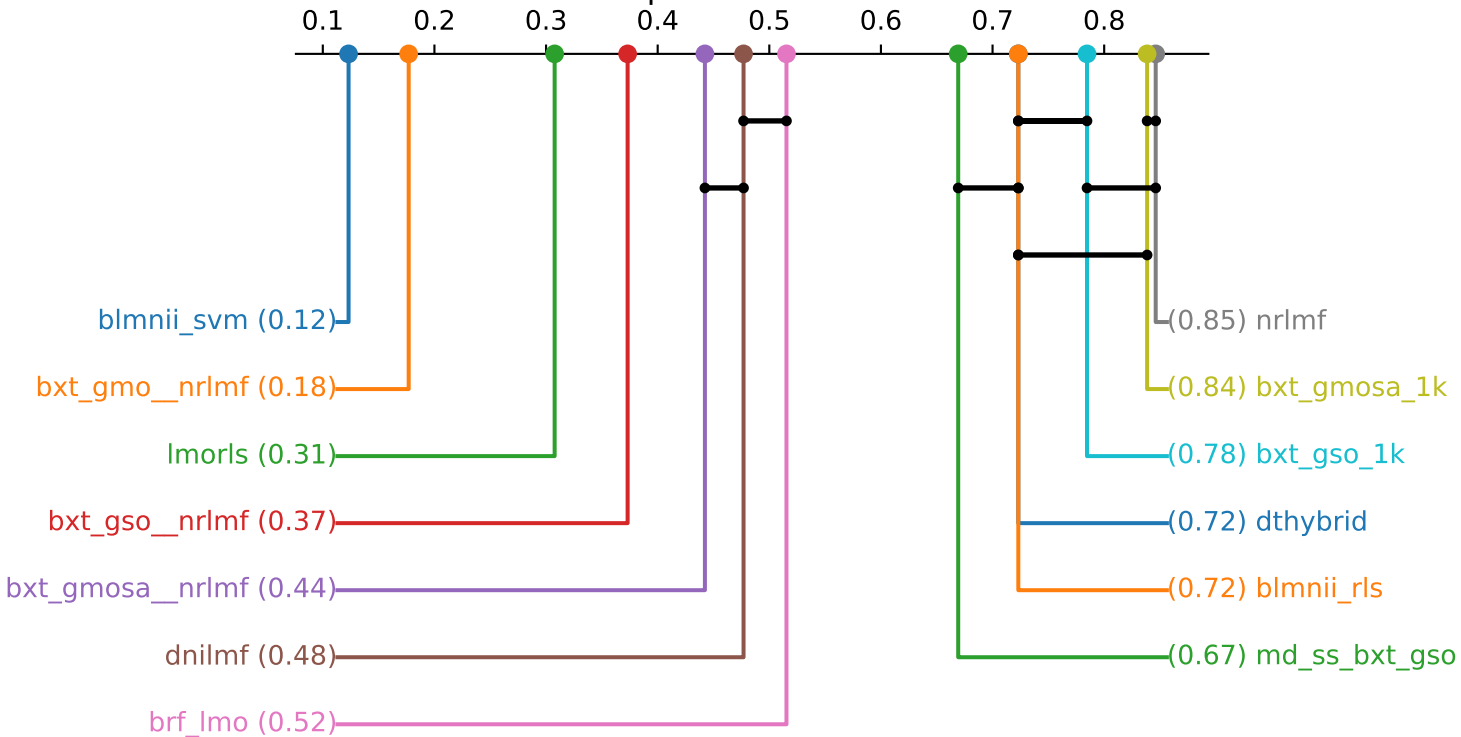 0.1 0.2 0.3 0.4 0.5 0.6 0.7 0.8
blmnii_svm (0.12)
(0.85) nrlmf
bxt_gmo__nrlmf (0.18)
(0.84) bxt_gmosa_1k
lmorls (0.31)
(0.78) bxt_gso_1k
bxt_gso__nrlmf (0.37)
(0.72) dthybrid
bxt_gmosa__nrlmf (0.44)
(0.72) blmnii_rls
dnilmf (0.48)
(0.67) md_ss_bxt_gso
brf_lmo (0.52)